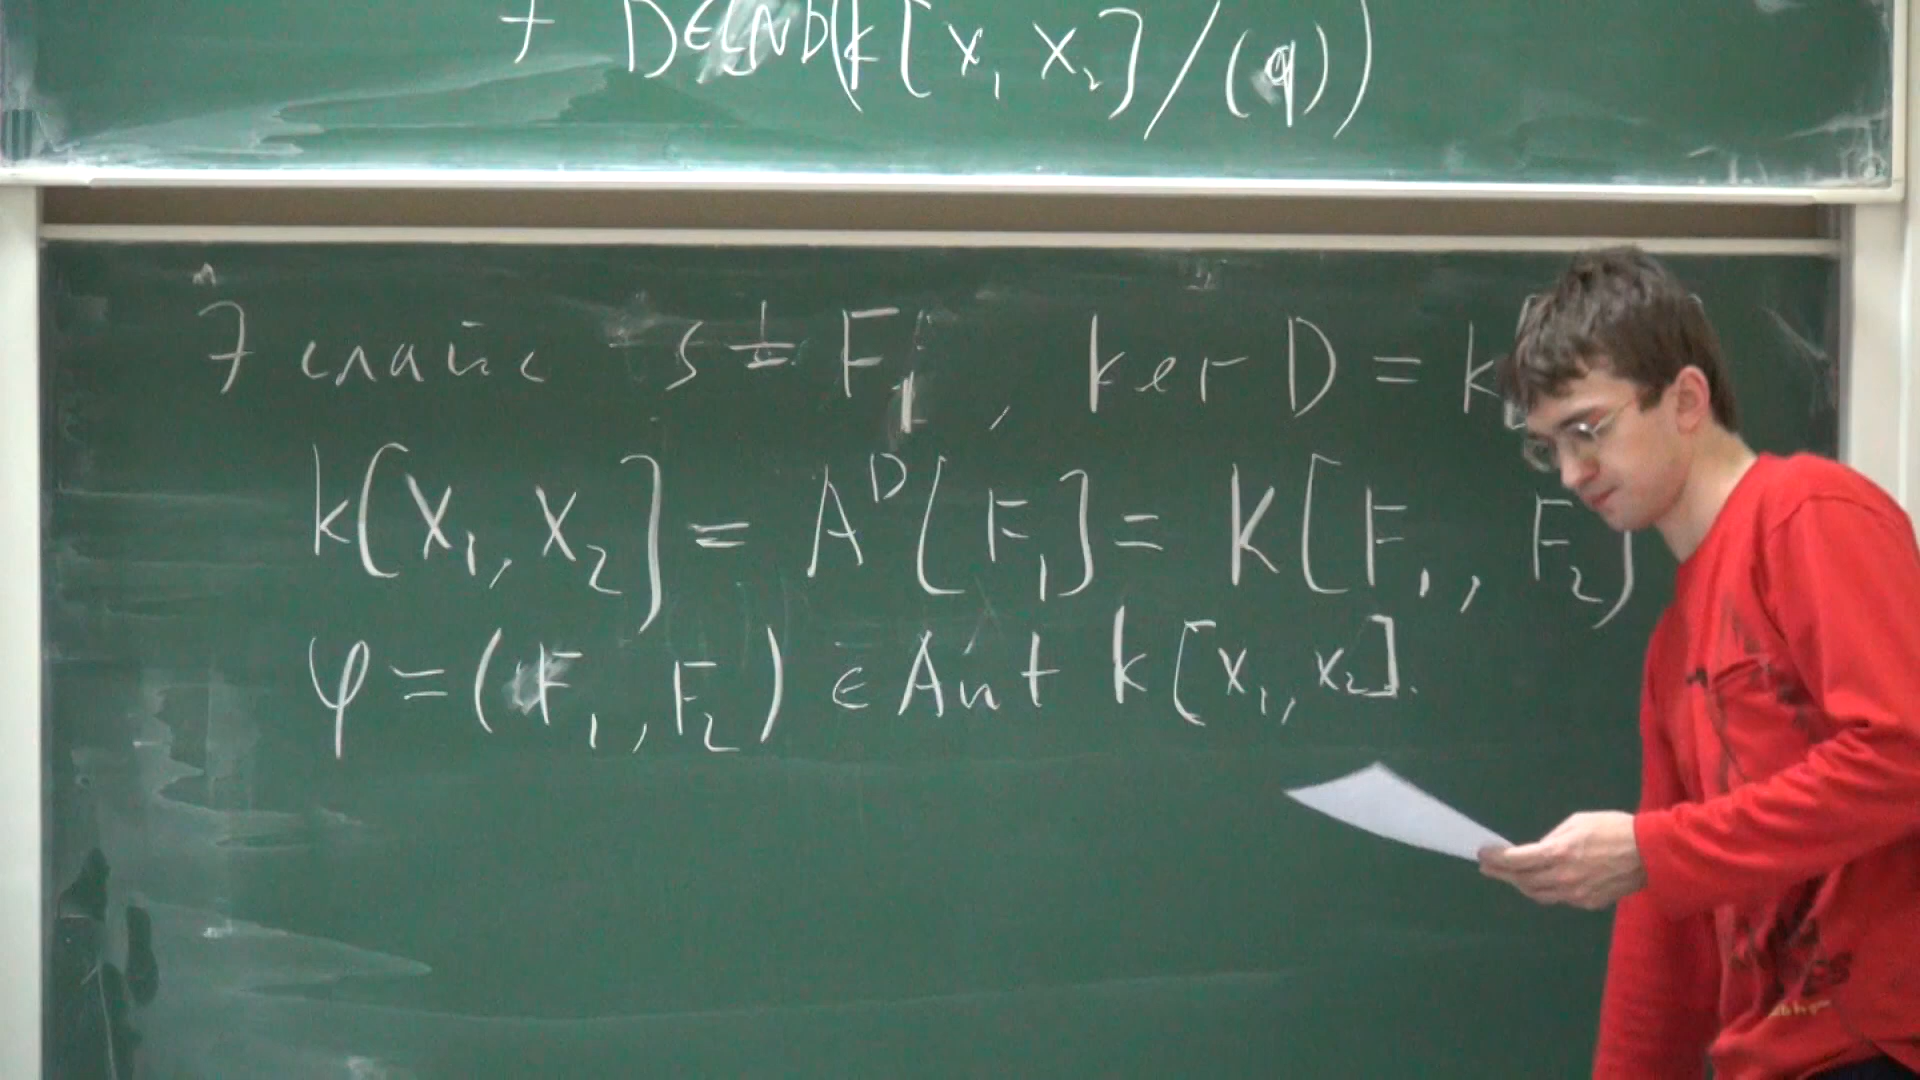 + D ∈ LND(k[x₁ x₂]/(q))
∃ слайс s ≐ F₁, ker D = k
k[x₁, x₂] = A^D[F₁] = K[F₁, F₂]
φ = (F₁, F₂) ∈ Aut k[x₁, x₂].